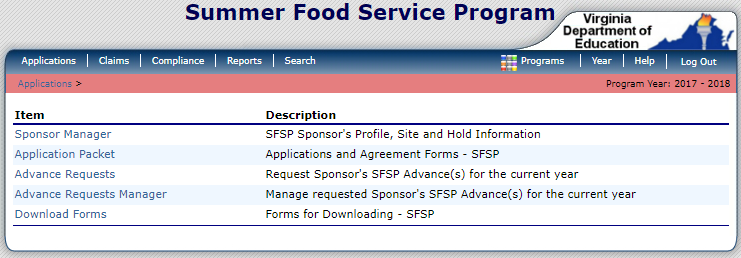 Summer Food Service Program
Virginia
Department of
Education
Applications Claims Compliance Reports Search Programs Year Help Log Out
Applications > Program Year: 2017 - 2018
Item Description
Sponsor Manager SFSP Sponsor's Profile, Site and Hold Information
Application Packet Applications and Agreement Forms - SFSP
Advance Requests Request Sponsor's SFSP Advance(s) for the current year
Advance Requests Manager Manage requested Sponsor's SFSP Advance(s) for the current year
Download Forms Forms for Downloading - SFSP